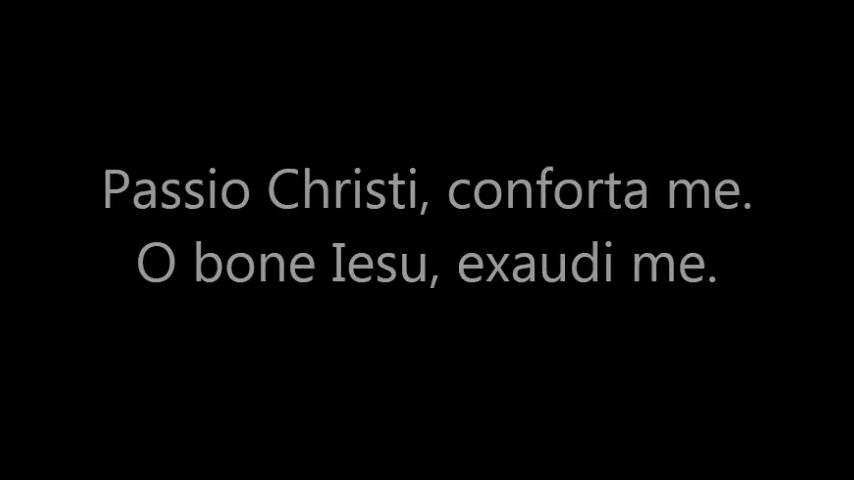 Passio Christi, conforta me.
O bone Iesu, exaudi me.